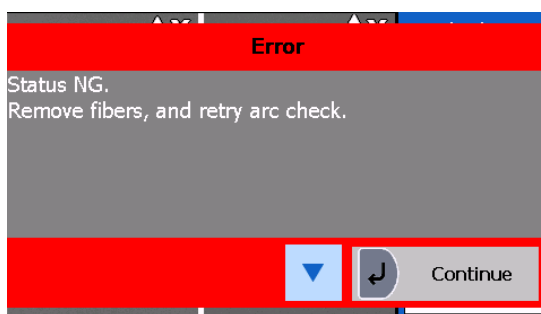 Error
Status NG.
Remove fibers, and retry arc check.
Continue